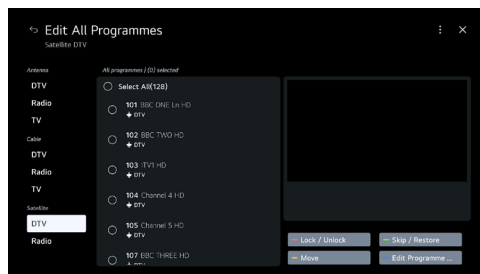 Edit All Programmes
Satellite DTV
Antenna
DTV
Radio
TV
Cable
DTV
Radio
TV
Satellite
DTV
Radio
All programmes | (0) selected
Select All(128)
101 BBC ONE Ln HD
DTV
102 BBC TWO HD
DTV
103 ITV1 HD
DTV
104 Channel 4 HD
DTV
105 Channel 5 HD
DTV
107 BBC THREE HD
DTV
Lock / Unlock
Skip / Restore
Move
Edit Programme ...